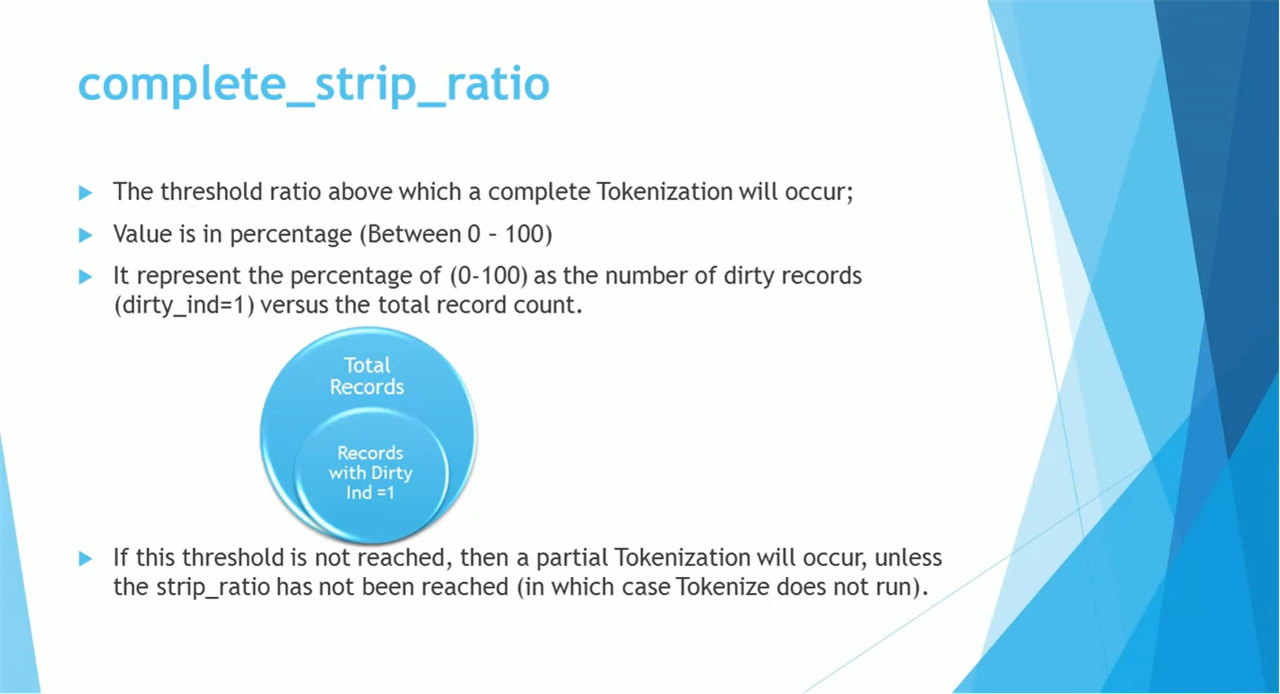 complete_strip_ratio
The threshold ratio above which a complete Tokenization will occur;
Value is in percentage (Between 0 – 100)
It represent the percentage of (0-100) as the number of dirty records
(dirty_ind=1) versus the total record count.
Total
Records
Records
with Dirty
Ind =1
If this threshold is not reached, then a partial Tokenization will occur, unless
the strip_ratio has not been reached (in which case Tokenize does not run).